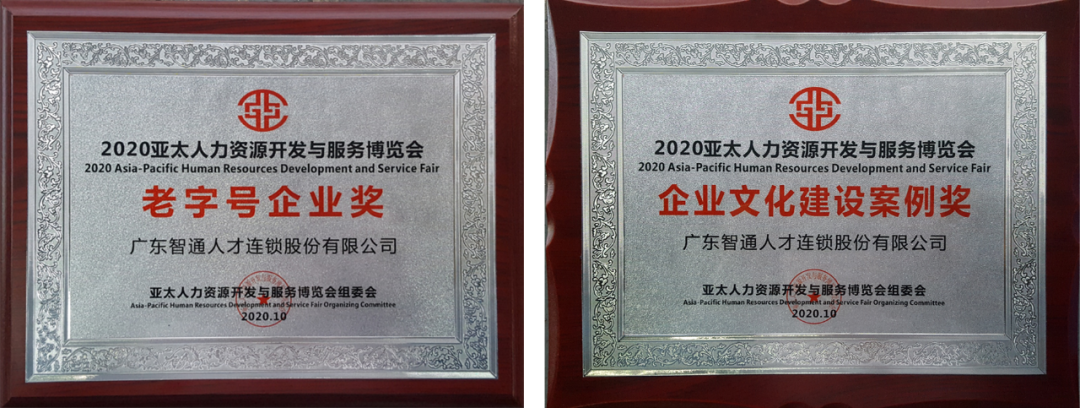 2020亚太人力资源开发与服务博览会
2020 Asia-Pacific Human Resources Development and Service Fair
老字号企业奖
广东智通人才连锁股份有限公司
亚太人力资源开发与服务博览会组委会
Asia-Pacific Human Resources Development and Service Fair Organizing Committee
2020.10
2020亚太人力资源开发与服务博览会
2020 Asia-Pacific Human Resources Development and Service Fair
企业文化建设案例奖
广东智通人才连锁股份有限公司
亚太人力资源开发与服务博览会组委会
Asia-Pacific Human Resources Development and Service Fair Organizing Committee
2020.10